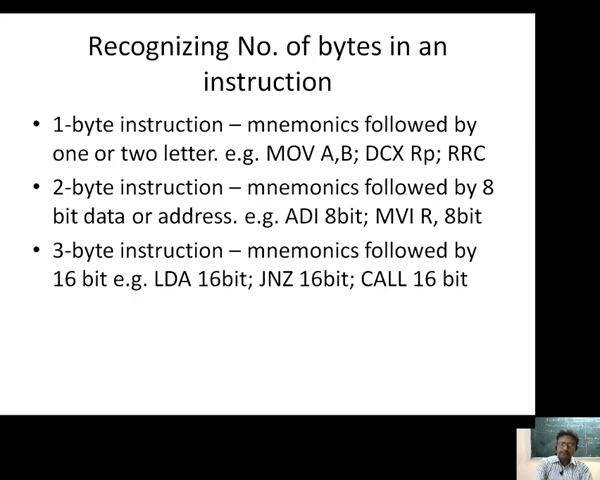 Recognizing No. of bytes in an
instruction
• 1-byte instruction – mnemonics followed by
one or two letter. e.g. MOV A,B; DCX Rp; RRC
• 2-byte instruction – mnemonics followed by 8
bit data or address. e.g. ADI 8bit; MVI R, 8bit
• 3-byte instruction – mnemonics followed by
16 bit e.g. LDA 16bit; JNZ 16bit; CALL 16 bit